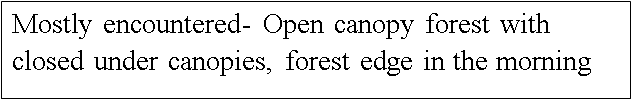 Mostly encountered- Open canopy forest with
closed under canopies, forest edge in the morning